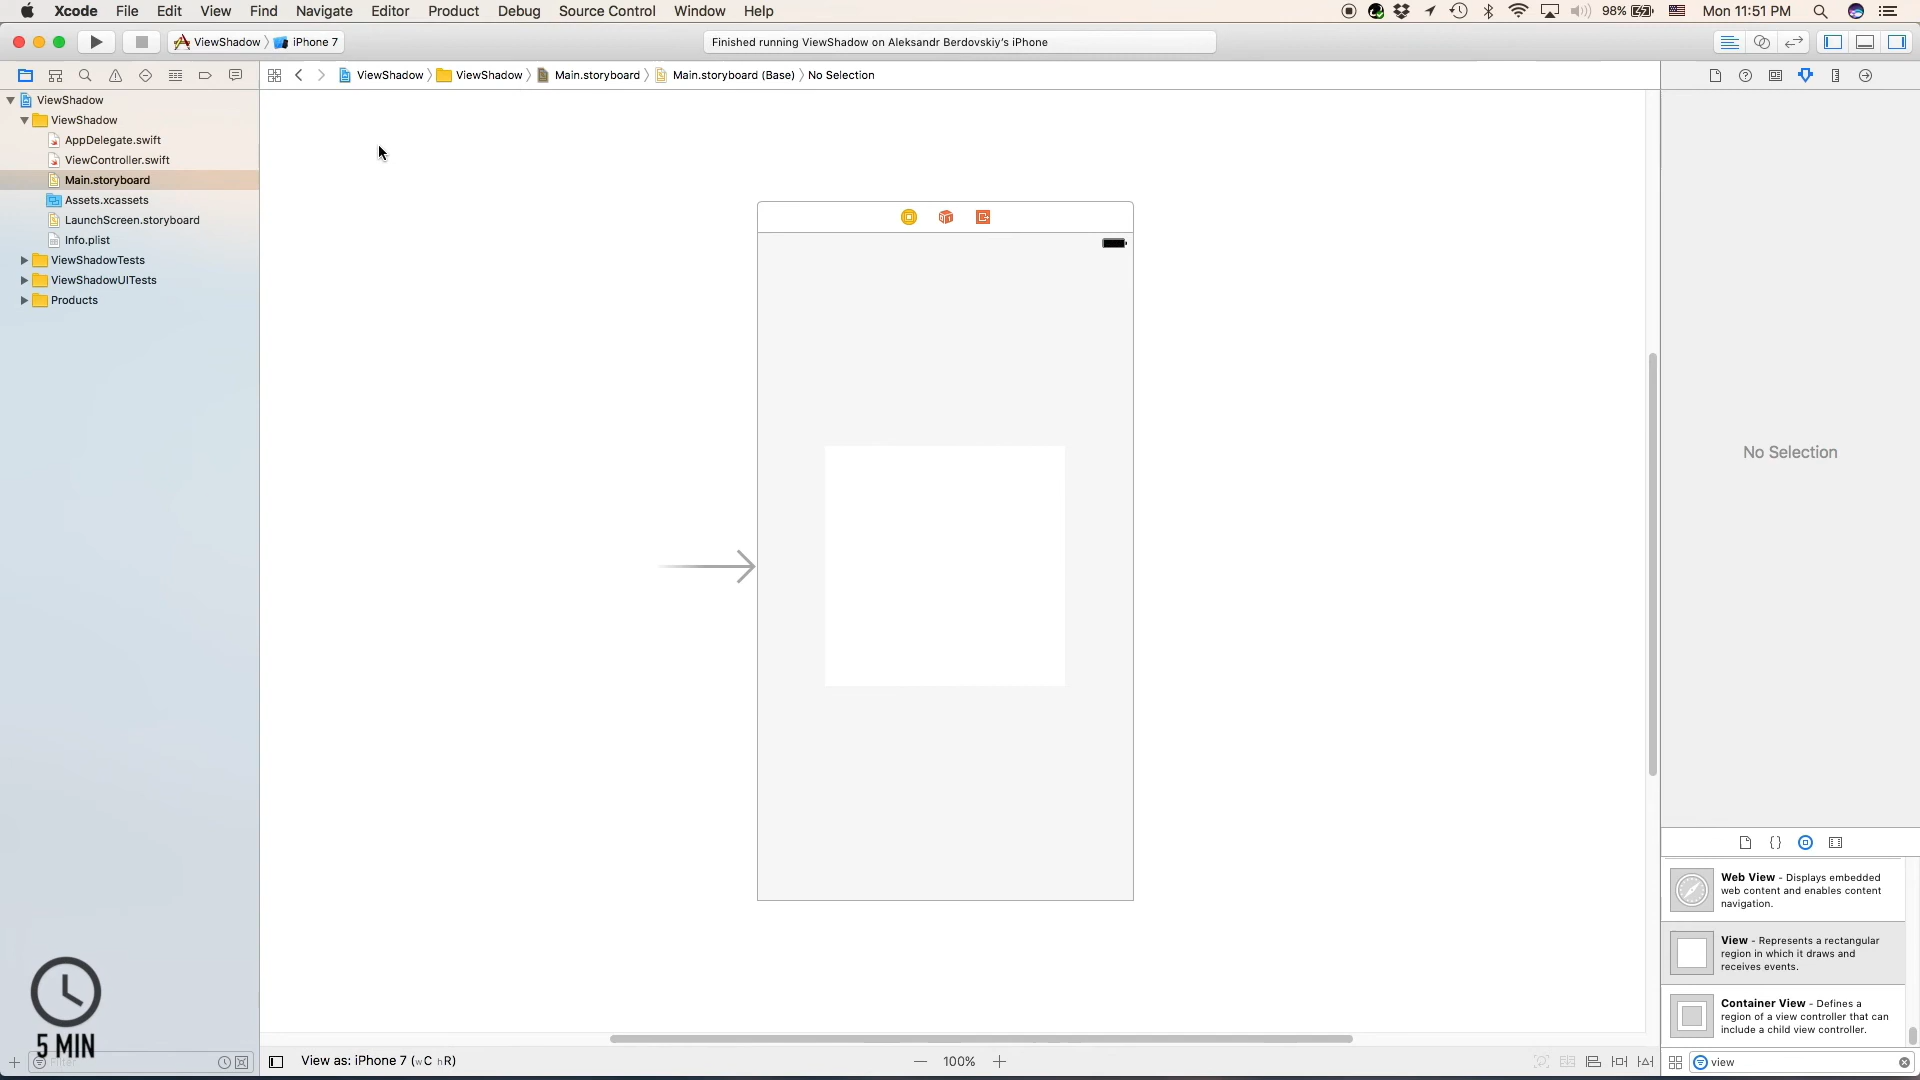 Xcode File Edit View Find Navigate Editor Product Debug Source Control Window Help 98% Mon 11:51 PM
ViewShadow iPhone 7 Finished running ViewShadow on Aleksandr Berdovskiy's iPhone
ViewShadow ViewShadow Main.storyboard Main.storyboard (Base) No Selection
ViewShadow
ViewShadow
AppDelegate.swift
ViewController.swift
Main.storyboard
Assets.xcassets
LaunchScreen.storyboard
Info.plist
ViewShadowTests
ViewShadowUITests
Products
No Selection
Web View - Displays embedded
web content and enables content
navigation.
View - Represents a rectangular
region in which it draws and
receives events.
Container View - Defines a
region of a view controller that can
include a child view controller.
5 MIN
Filter
View as: iPhone 7 (wC hR) 100% view